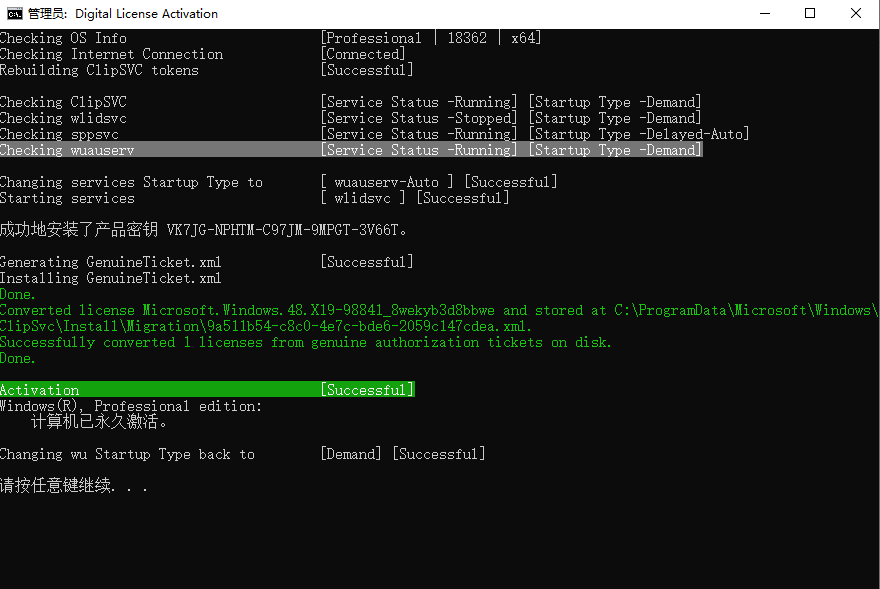 管理员: Digital License Activation
Checking OS Info [Professional | 18362 | x64]
Checking Internet Connection [Connected]
Rebuilding ClipSVC tokens [Successful]
Checking ClipSVC [Service Status -Running] [Startup Type -Demand]
Checking wlidsvc [Service Status -Stopped] [Startup Type -Demand]
Checking sppsvc [Service Status -Running] [Startup Type -Delayed-Auto]
Checking wuauserv [Service Status -Running] [Startup Type -Demand]
Changing services Startup Type to [ wuauserv-Auto ] [Successful]
Starting services [ wlidsvc ] [Successful]
成功地安装了产品密钥 VK7JG-NPHTM-C97JM-9MPGT-3V66T。
Generating GenuineTicket.xml [Successful]
Installing GenuineTicket.xml
Done.
Converted license Microsoft.Windows.48.X19-98841_8wekyb3d8bbwe and stored at C:\ProgramData\Microsoft\Windows\
ClipSvc\Install\Migration\9a511b54-c8c0-4e7c-bde6-2059c147cdea.xml.
Successfully converted 1 licenses from genuine authorization tickets on disk.
Done.
Activation [Successful]
Windows(R), Professional edition:
计算机已永久激活。
Changing wu Startup Type back to [Demand] [Successful]
请按任意键继续. . .